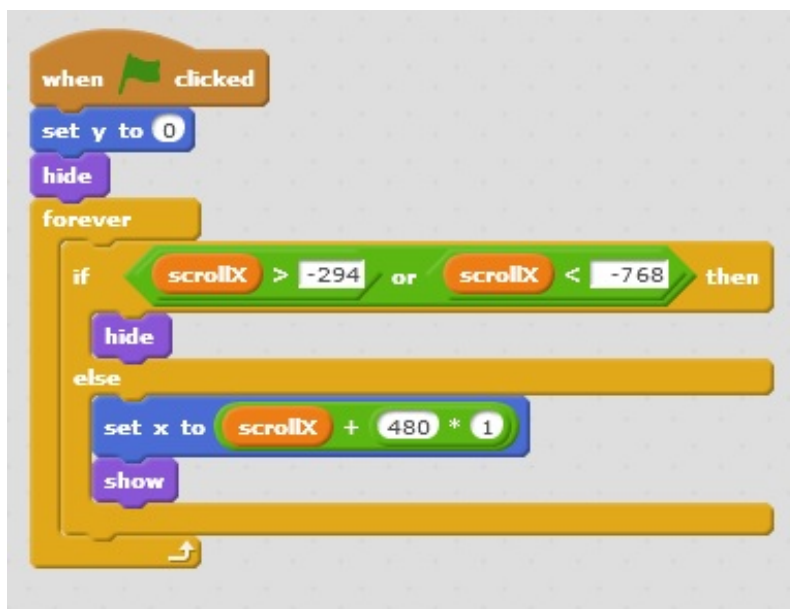 when clicked
set y to 0
hide
forever
if scrollX > -294 or scrollX < -768 then
hide
else
set x to scrollX + 480 * 1
show